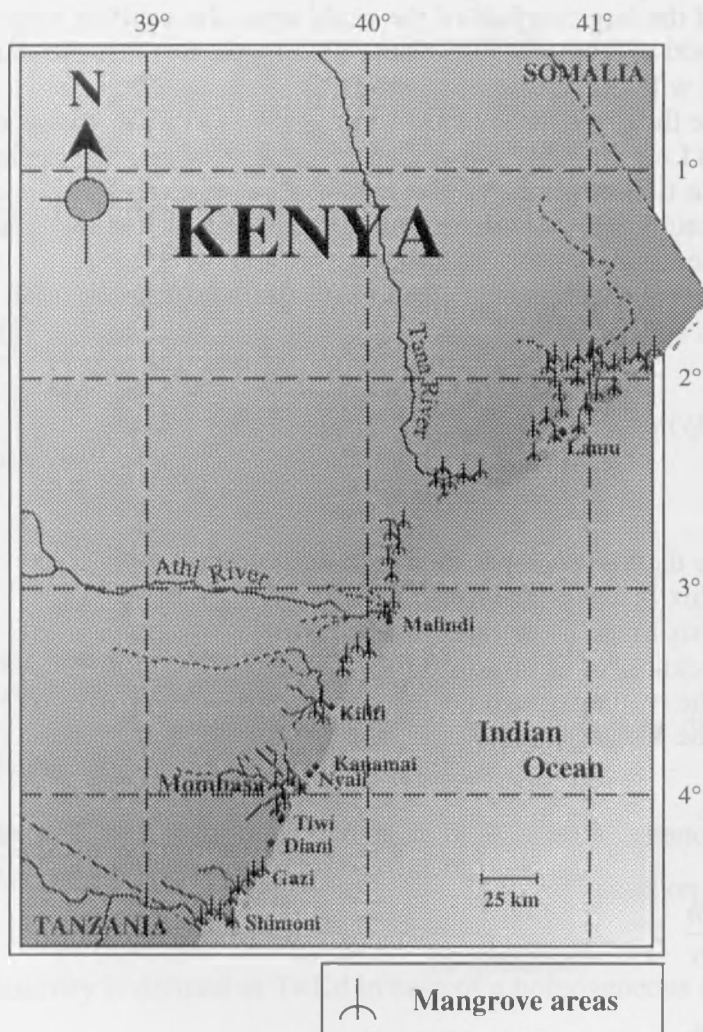 39° 40° 41°
SOMALIA
N
1°
KENYA
Tana River
2°
Lamu
Athi River
3°
Malindi
Kilifi
Indian
Ocean
Kanamai
Nyali
Mombasa
4°
Tiwi
Diani
Gazi
25 km
TANZANIA
Shimoni
Mangrove areas